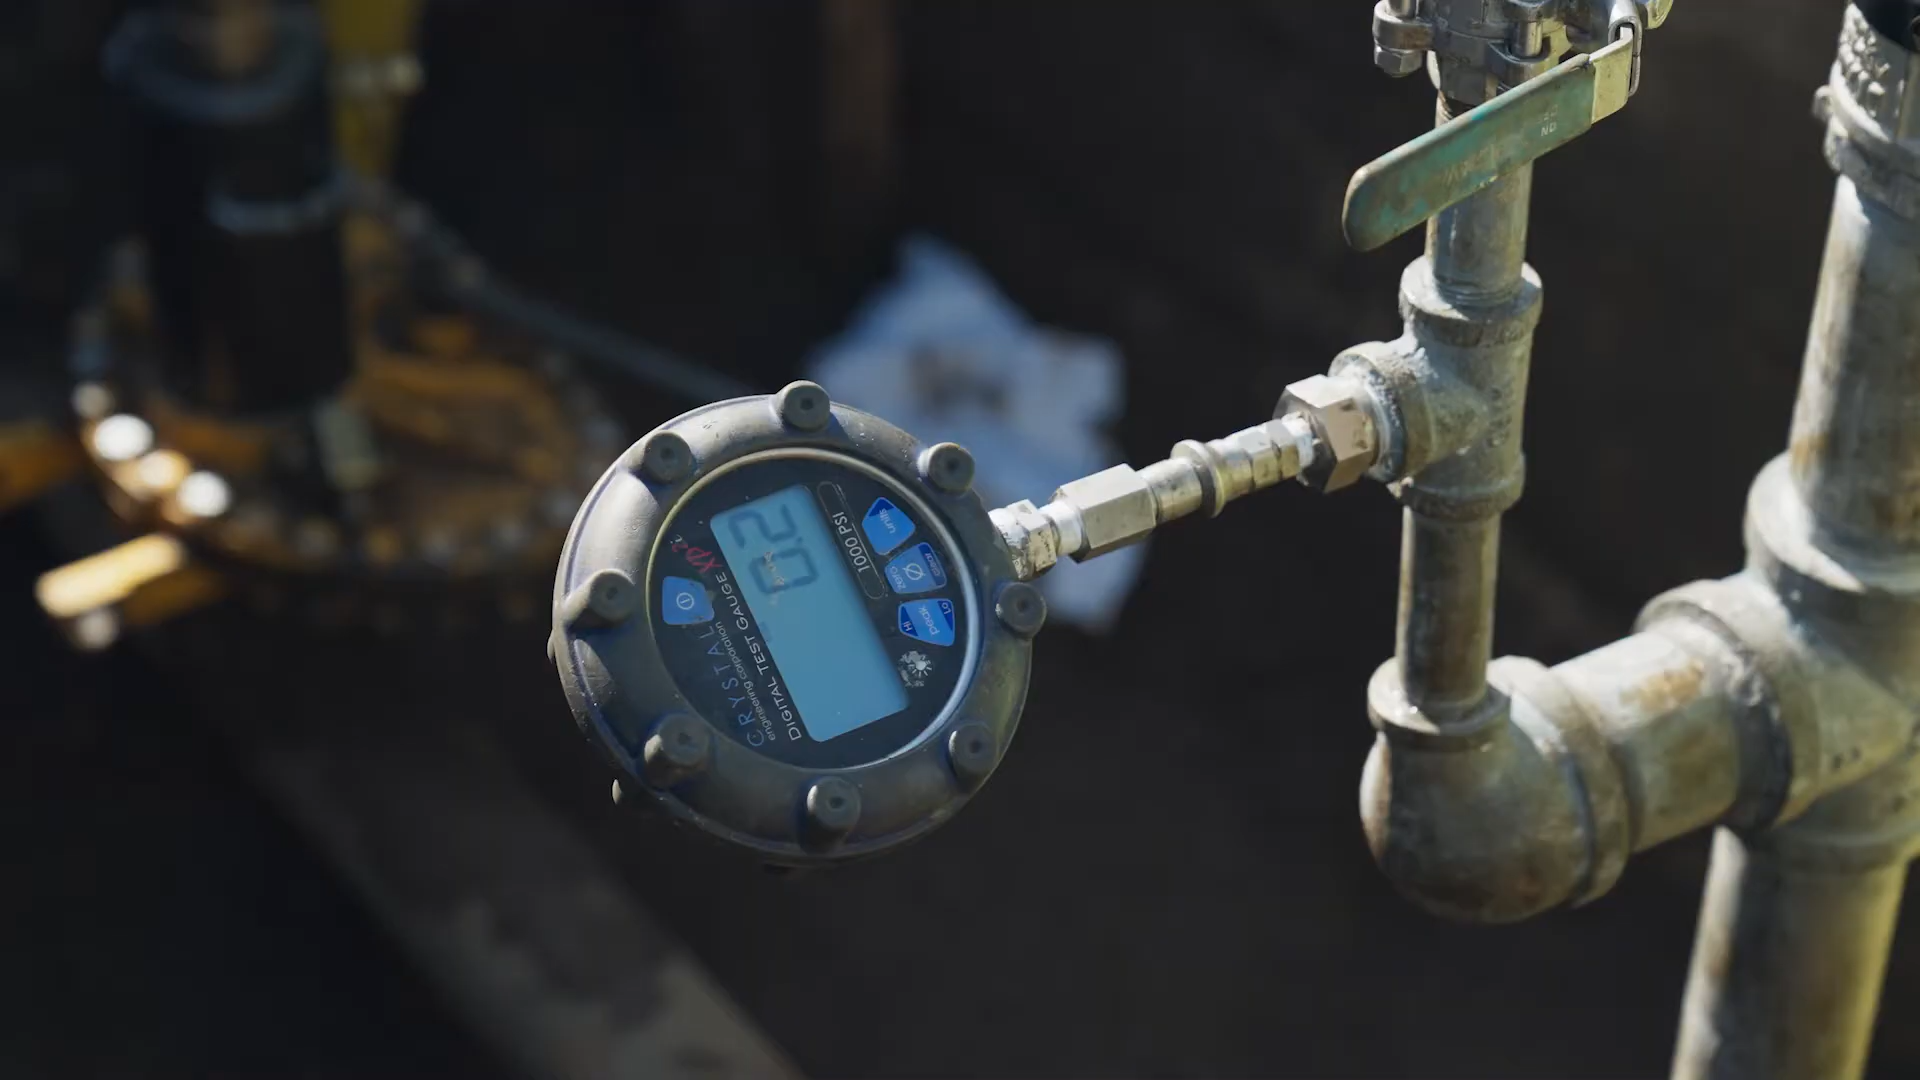 CRYSTAL
engineering corporation
DIGITAL TEST GAUGE XP2i
0.2
1000 PSI
HI peak LO
zero clear
units